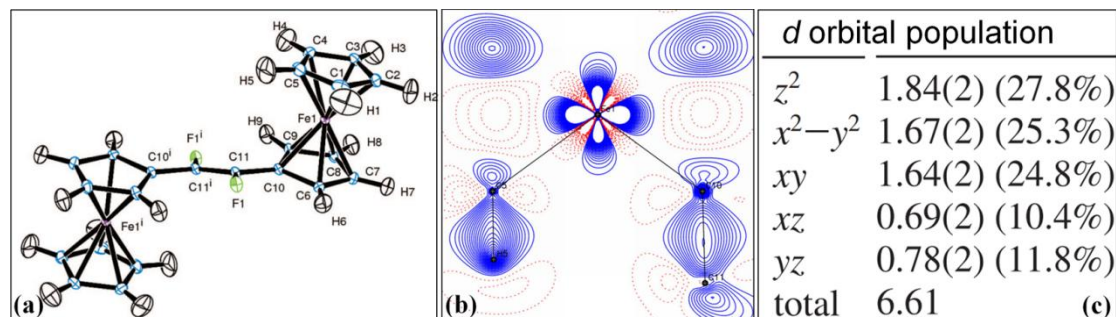 H4
C4
C3
H3
H5
C5
C1
C2
H2
H1
Fe1
H9
C9
H8
F1ⁱ
C11
C10ⁱ
C8
C7
C10
H7
C11ⁱ
F1
C6
H6
Fe1ⁱ
(a)
Fe1
C11
(b)
d orbital population
z² 1.84(2) (27.8%)
x²−y² 1.67(2) (25.3%)
xy 1.64(2) (24.8%)
xz 0.69(2) (10.4%)
yz 0.78(2) (11.8%)
total 6.61
(c)